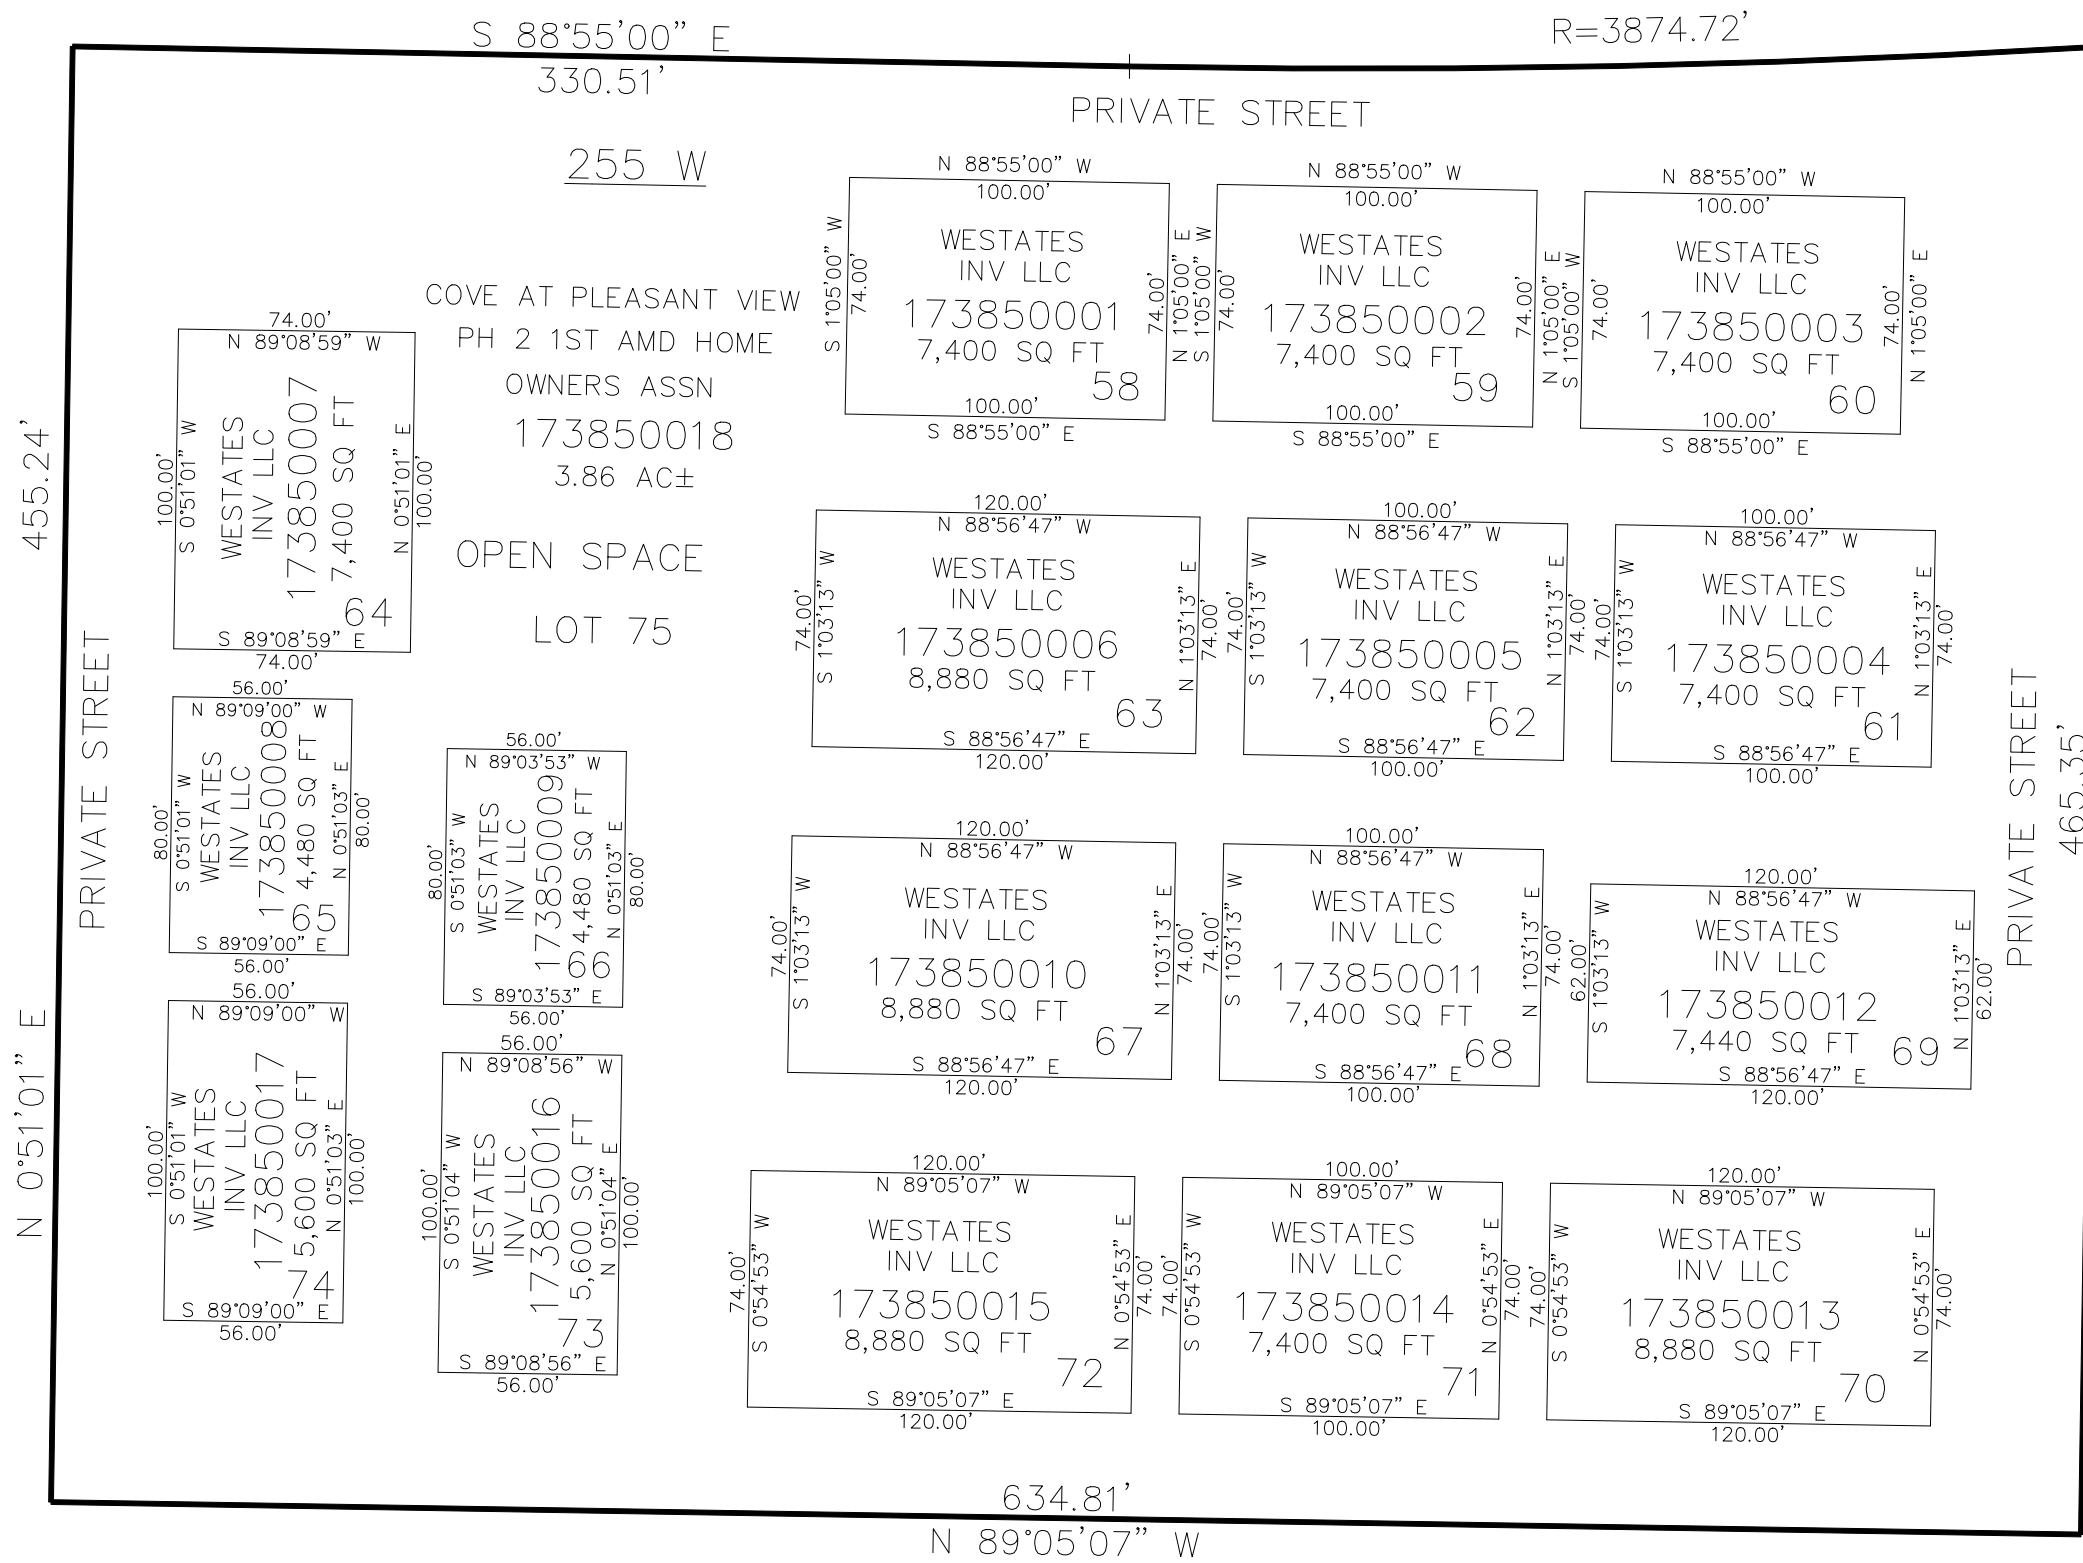 S 88°55'00" E
330.51'
R=3874.72'
PRIVATE STREET
255 W
COVE AT PLEASANT VIEW
PH 2 1ST AMD HOME
OWNERS ASSN
173850018
3.86 AC±
OPEN SPACE
LOT 75
N 88°55'00" W
100.00'
S 1°05'00" W
74.00'
WESTATES
INV LLC
173850001
7,400 SQ FT
58
74.00'
N 1°05'00" E
100.00'
S 88°55'00" E
N 88°55'00" W
100.00'
S 1°05'00" W
74.00'
WESTATES
INV LLC
173850002
7,400 SQ FT
59
74.00'
N 1°05'00" E
100.00'
S 88°55'00" E
N 88°55'00" W
100.00'
S 1°05'00" W
74.00'
WESTATES
INV LLC
173850003
7,400 SQ FT
60
74.00'
N 1°05'00" E
100.00'
S 88°55'00" E
74.00'
N 89°08'59" W
100.00'
S 0°51'01" W
WESTATES
INV LLC
173850007
7,400 SQ FT
64
N 0°51'01" E
100.00'
S 89°08'59" E
74.00'
120.00'
N 88°56'47" W
74.00'
S 1°03'13" W
WESTATES
INV LLC
173850006
8,880 SQ FT
63
N 1°03'13" E
74.00'
S 88°56'47" E
120.00'
100.00'
N 88°56'47" W
74.00'
S 1°03'13" W
WESTATES
INV LLC
173850005
7,400 SQ FT
62
N 1°03'13" E
74.00'
S 88°56'47" E
100.00'
100.00'
N 88°56'47" W
74.00'
S 1°03'13" W
WESTATES
INV LLC
173850004
7,400 SQ FT
61
N 1°03'13" E
74.00'
S 88°56'47" E
100.00'
455.24'
N 0°51'01" E
PRIVATE STREET
56.00'
N 89°09'00" W
80.00'
S 0°51'01" W
WESTATES
INV LLC
173850008
4,480 SQ FT
65
N 0°51'03" E
80.00'
S 89°09'00" E
56.00'
56.00'
N 89°03'53" W
80.00'
S 0°51'03" W
WESTATES
INV LLC
173850009
4,480 SQ FT
66
N 0°51'03" E
80.00'
S 89°03'53" E
56.00'
120.00'
N 88°56'47" W
74.00'
S 1°03'13" W
WESTATES
INV LLC
173850010
8,880 SQ FT
67
N 1°03'13" E
74.00'
S 88°56'47" E
120.00'
100.00'
N 88°56'47" W
74.00'
S 1°03'13" W
WESTATES
INV LLC
173850011
7,400 SQ FT
68
N 1°03'13" E
74.00'
S 88°56'47" E
100.00'
120.00'
N 88°56'47" W
62.00'
S 1°03'13" W
WESTATES
INV LLC
173850012
7,440 SQ FT
69
N 1°03'13" E
62.00'
S 88°56'47" E
120.00'
PRIVATE STREET
465.35'
56.00'
N 89°09'00" W
100.00'
S 0°51'01" W
WESTATES
INV LLC
173850017
5,600 SQ FT
74
N 0°51'03" E
100.00'
S 89°09'00" E
56.00'
56.00'
N 89°08'56" W
100.00'
S 0°51'04" W
WESTATES
INV LLC
173850016
5,600 SQ FT
73
N 0°51'04" E
100.00'
S 89°08'56" E
56.00'
120.00'
N 89°05'07" W
74.00'
S 0°54'53" W
WESTATES
INV LLC
173850015
8,880 SQ FT
72
N 0°54'53" E
74.00'
S 89°05'07" E
120.00'
100.00'
N 89°05'07" W
74.00'
S 0°54'53" W
WESTATES
INV LLC
173850014
7,400 SQ FT
71
N 0°54'53" E
74.00'
S 89°05'07" E
100.00'
120.00'
N 89°05'07" W
74.00'
S 0°54'53" W
WESTATES
INV LLC
173850013
8,880 SQ FT
70
N 0°54'53" E
74.00'
S 89°05'07" E
120.00'
634.81'
N 89°05'07" W